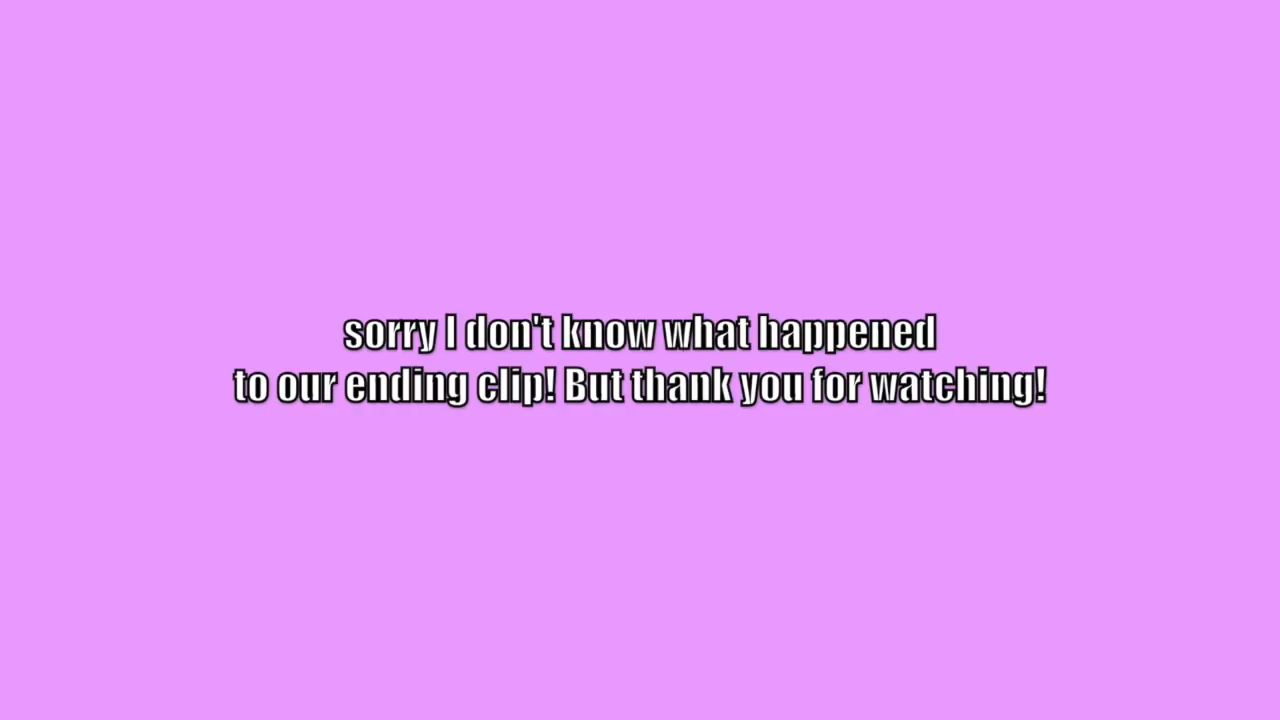 sorry I don't know what happened
to our ending clip! But thank you for watching!